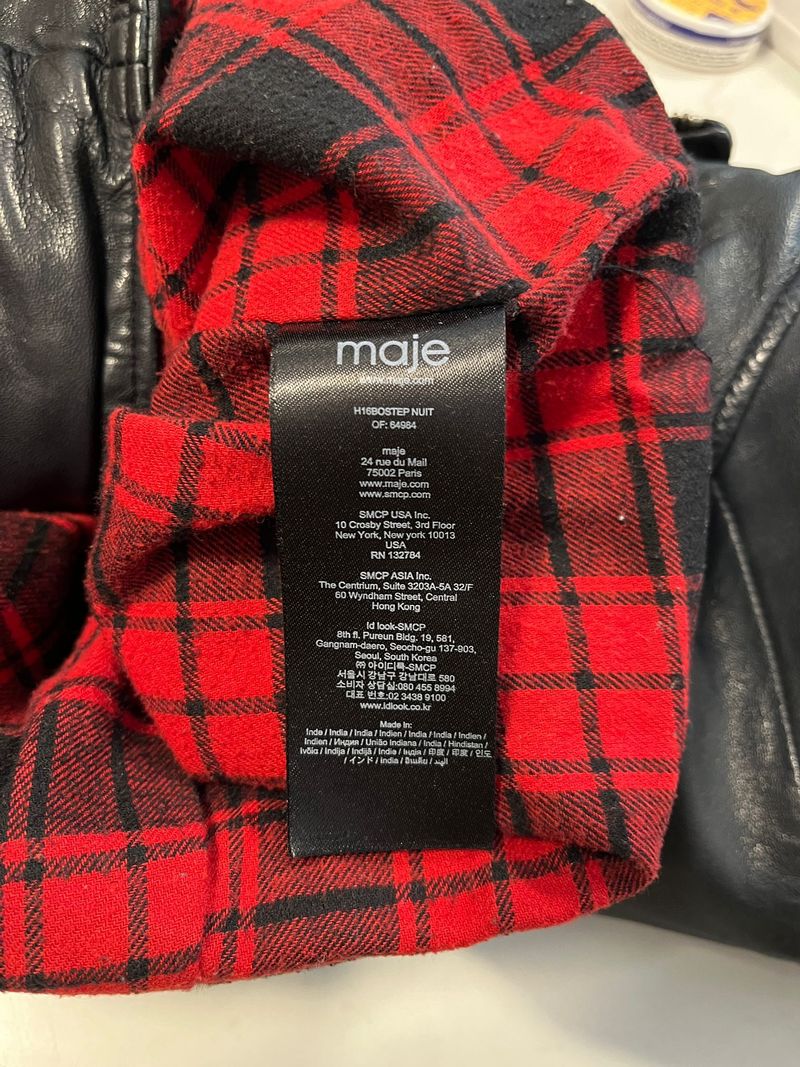 maje
www.maje.com
H16BOSTEP NUIT
OF: 64984
maje
24 rue du Mail
75002 Paris
www.maje.com
www.smcp.com
SMCP USA Inc.
10 Crosby Street, 3rd Floor
New York, New york 10013
USA
RN 132784
SMCP ASIA Inc.
The Centrium, Suite 3203A-5A 32/F
60 Wyndham Street, Central
Hong Kong
Id look-SMCP
8th fl. Pureun Bldg. 19, 581,
Gangnam-daero, Seocho-gu 137-903,
Seoul, South Korea
㈜ 아이디룩-SMCP
서울시 강남구 강남대로 580
소비자 상담실:080 455 8994
대표 번호:02 3438 9100
www.idlook.co.kr
Made in:
Inde / India / India / Indien / India / India / Indien /
Indien / Индия / União Indiana / India / Hindistan /
Ινδία / Indija / Indijā / India / Індія / 印度 / 印度 / 인도
/ インド / india / อินเดีย / الهند